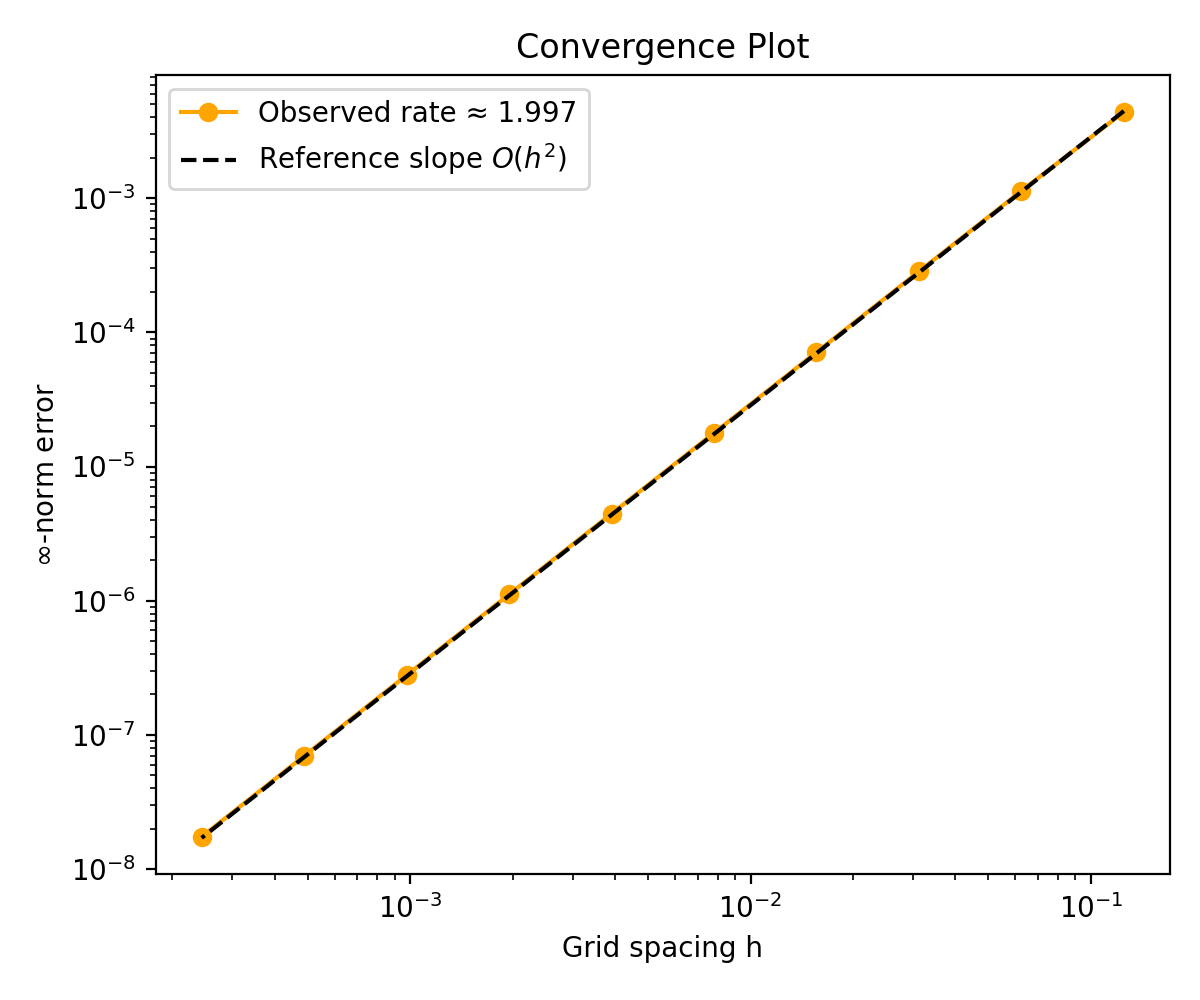 Convergence Plot
Observed rate ≈ 1.997
Reference slope O(h²)
10⁻³
10⁻⁴
10⁻⁵
10⁻⁶
10⁻⁷
10⁻⁸
∞-norm error
10⁻³ 10⁻² 10⁻¹
Grid spacing h